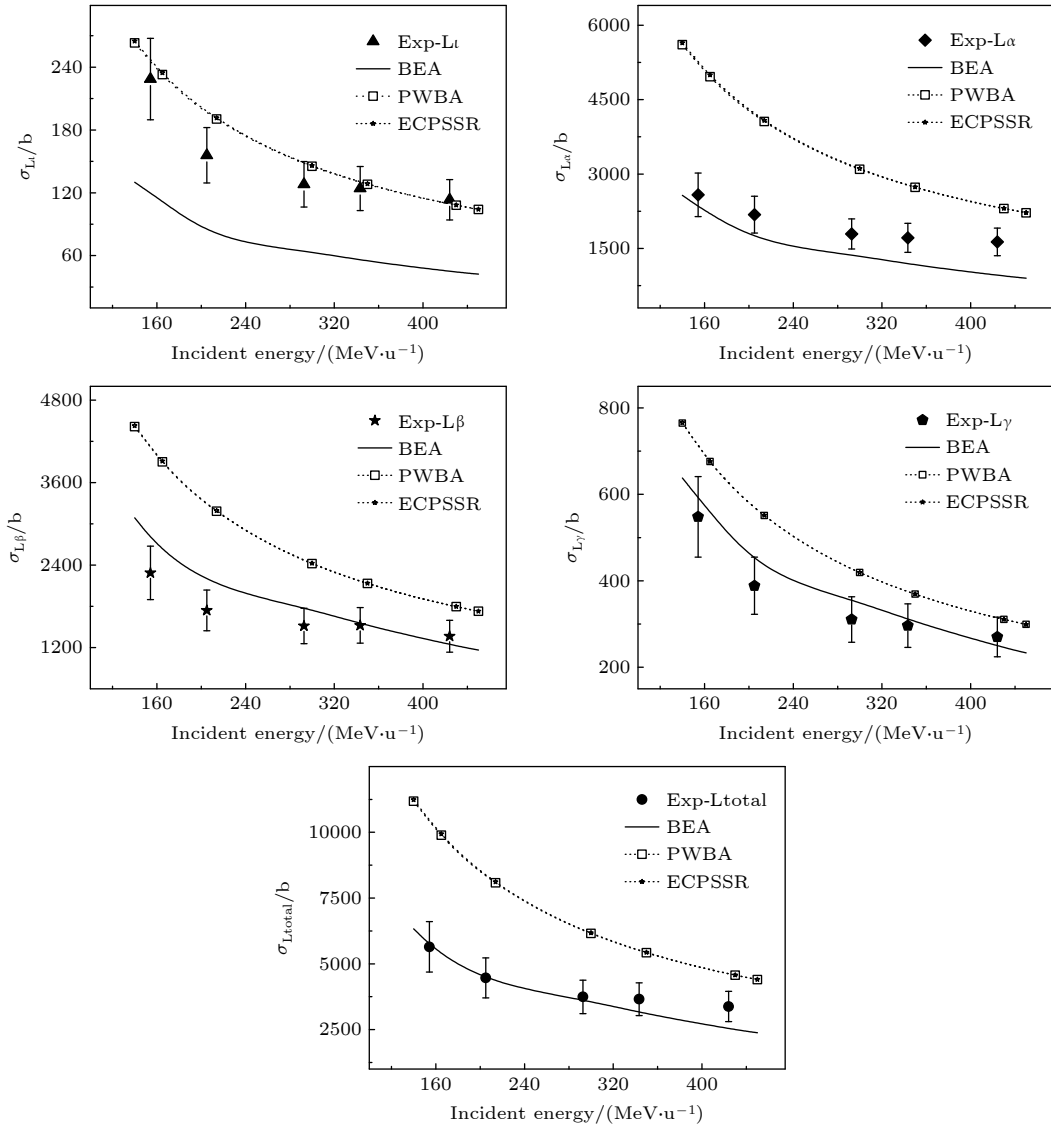 240
180
120
60
160
240
320
400
σLι/b
Incident energy/(MeV·u⁻¹)
Exp-Lι
BEA
PWBA
ECPSSR
6000
4500
3000
1500
160
240
320
400
σLα/b
Incident energy/(MeV·u⁻¹)
Exp-Lα
BEA
PWBA
ECPSSR
4800
3600
2400
1200
160
240
320
400
σLβ/b
Incident energy/(MeV·u⁻¹)
Exp-Lβ
BEA
PWBA
ECPSSR
800
600
400
200
160
240
320
400
σLγ/b
Incident energy/(MeV·u⁻¹)
Exp-Lγ
BEA
PWBA
ECPSSR
10000
7500
5000
2500
160
240
320
400
σLtotal/b
Incident energy/(MeV·u⁻¹)
Exp-Ltotal
BEA
PWBA
ECPSSR